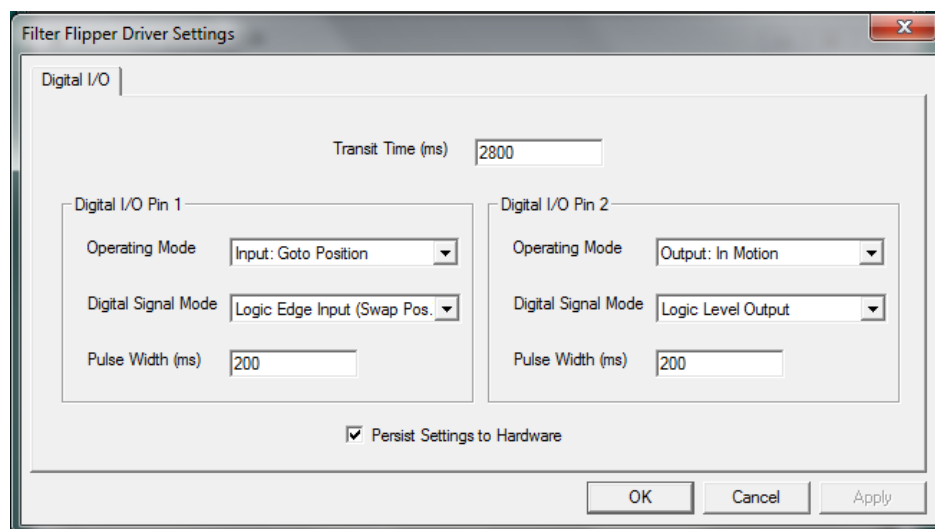 Filter Flipper Driver Settings
Digital I/O
Transit Time (ms) 2800
Digital I/O Pin 1
Operating Mode Input: Goto Position
Digital Signal Mode Logic Edge Input (Swap Pos.
Pulse Width (ms) 200
Digital I/O Pin 2
Operating Mode Output: In Motion
Digital Signal Mode Logic Level Output
Pulse Width (ms) 200
Persist Settings to Hardware
OK Cancel Apply